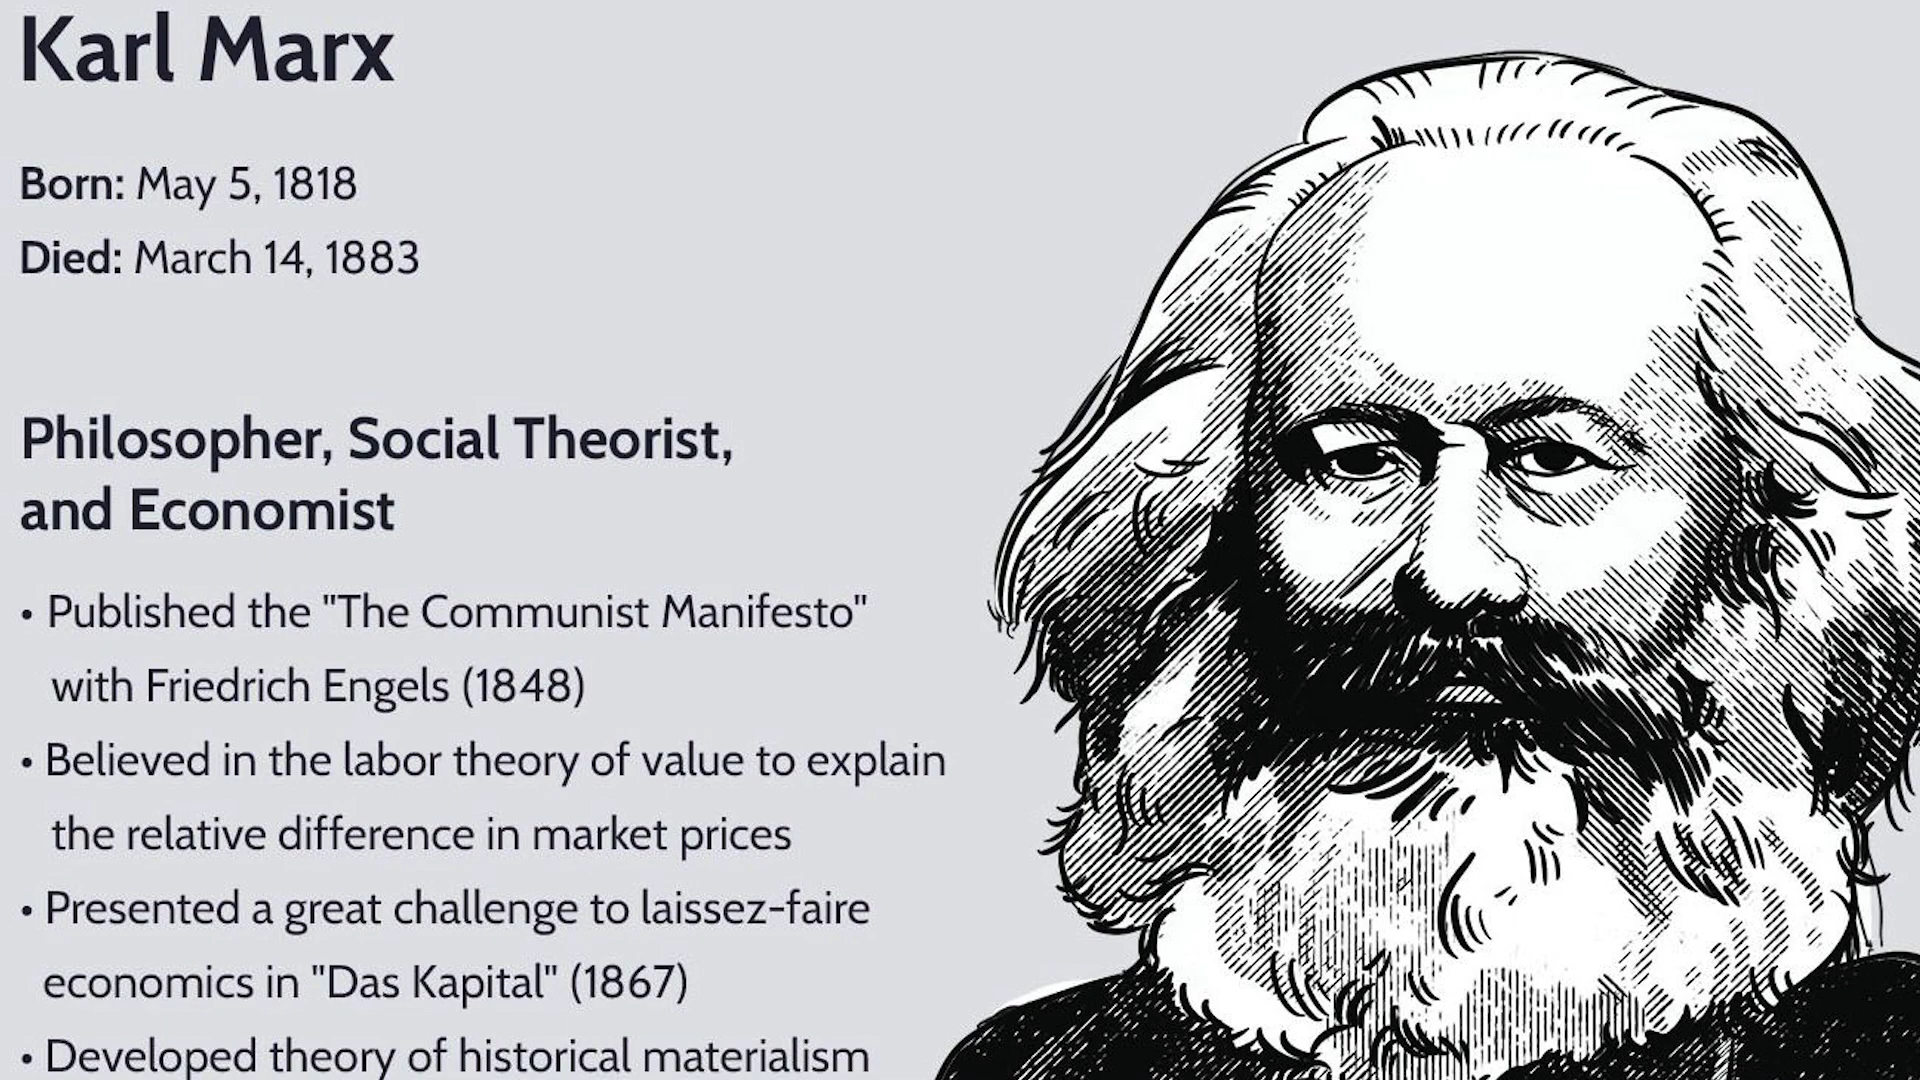 Karl Marx
Born: May 5, 1818
Died: March 14, 1883
Philosopher, Social Theorist,
and Economist
• Published the "The Communist Manifesto"
with Friedrich Engels (1848)
• Believed in the labor theory of value to explain
the relative difference in market prices
• Presented a great challenge to laissez-faire
economics in "Das Kapital" (1867)
• Developed theory of historical materialism